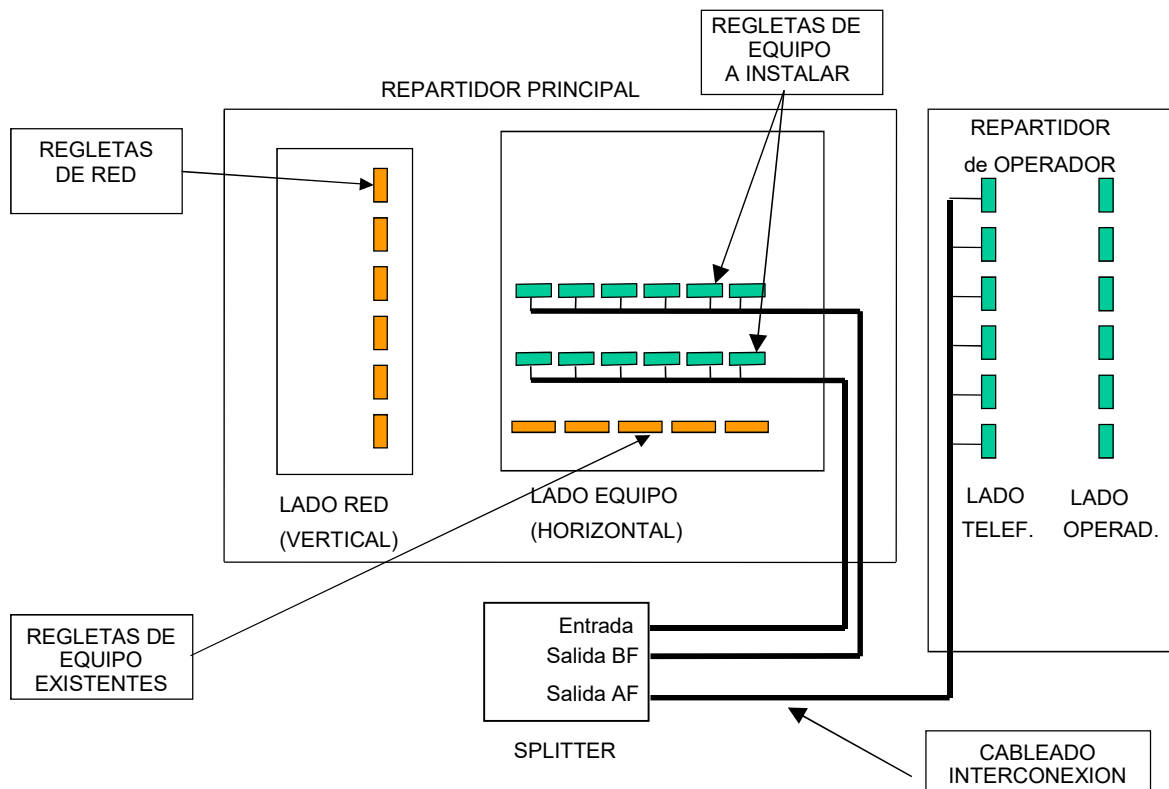 REGLETAS DE
EQUIPO
A INSTALAR
REPARTIDOR PRINCIPAL
REPARTIDOR
de OPERADOR
REGLETAS
DE RED
LADO RED
(VERTICAL)
LADO EQUIPO
(HORIZONTAL)
LADO
TELEF.
LADO
OPERAD.
REGLETAS DE
EQUIPO
EXISTENTES
Entrada
Salida BF
Salida AF
SPLITTER
CABLEADO
INTERCONEXION